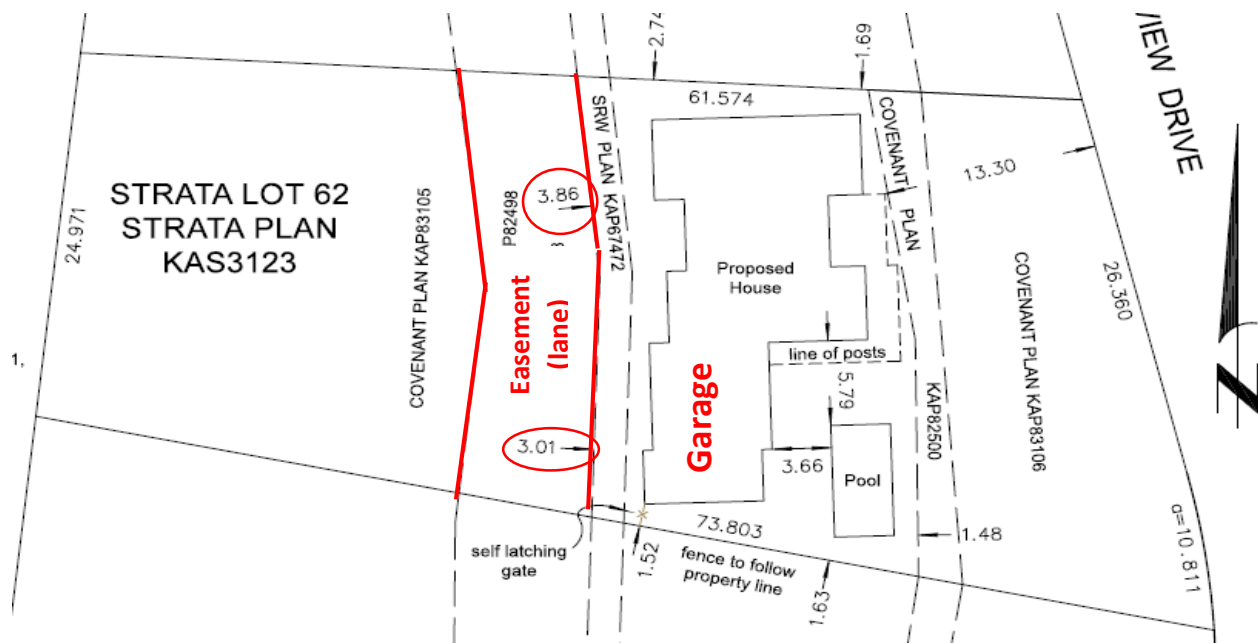 2.74
1.69
VIEW DRIVE
61.574
STRATA LOT 62
STRATA PLAN
KAS3123
24.971
COVENANT PLAN KAP83105
P82498
3.86
SRW PLAN KAP67472
COVENANT PLAN
13.30
26.360
Proposed
House
COVENANT PLAN KAP83106
Easement
(lane)
1,
line of posts
Garage
5.79
KAP82500
3.01
3.66
Pool
self latching
gate
1.52
73.803
fence to follow
property line
1.63
1.48
a=10.811
N